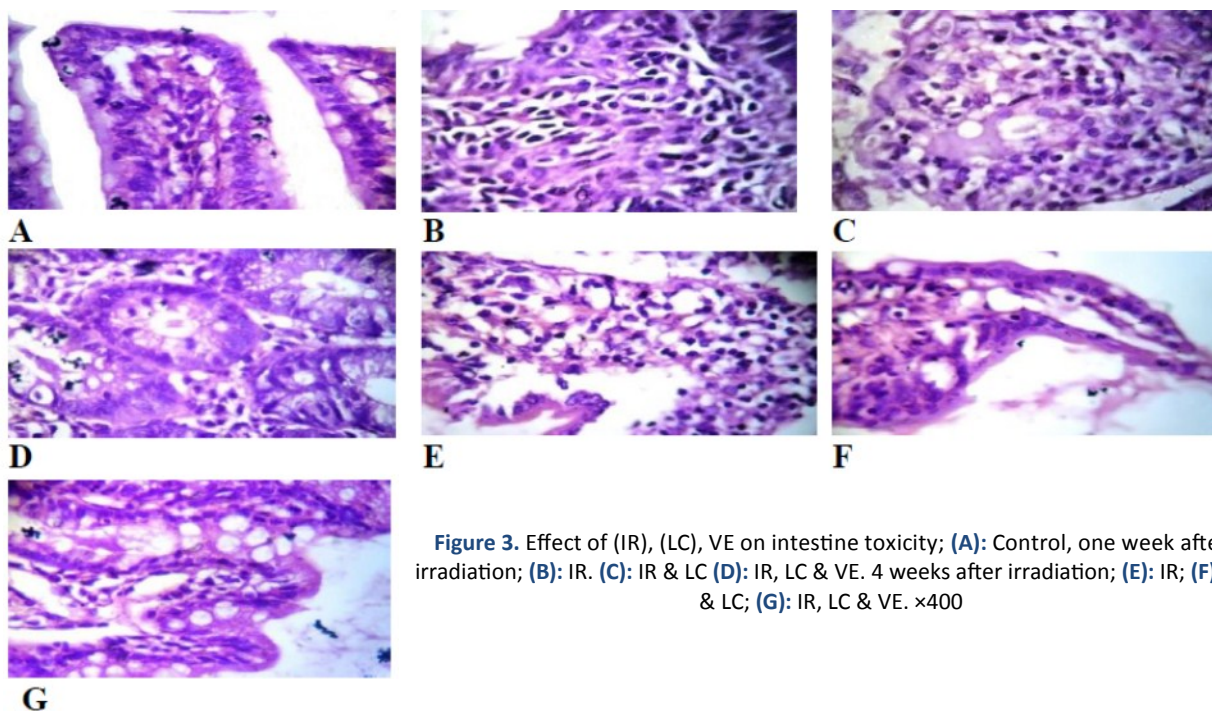 A
B
C
D
E
F
G
Figure 3. Effect of (IR), (LC), VE on intestine toxicity; (A): Control, one week afte
irradiation; (B): IR. (C): IR & LC (D): IR, LC & VE. 4 weeks after irradiation; (E): IR; (F)
& LC; (G): IR, LC & VE. ×400